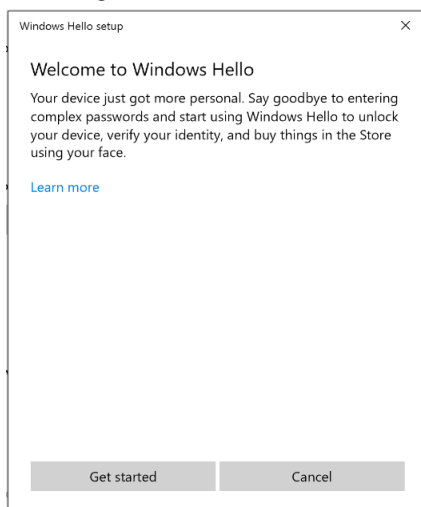 Windows Hello setup
Welcome to Windows Hello
Your device just got more personal. Say goodbye to entering
complex passwords and start using Windows Hello to unlock
your device, verify your identity, and buy things in the Store
using your face.
Learn more
Get started
Cancel